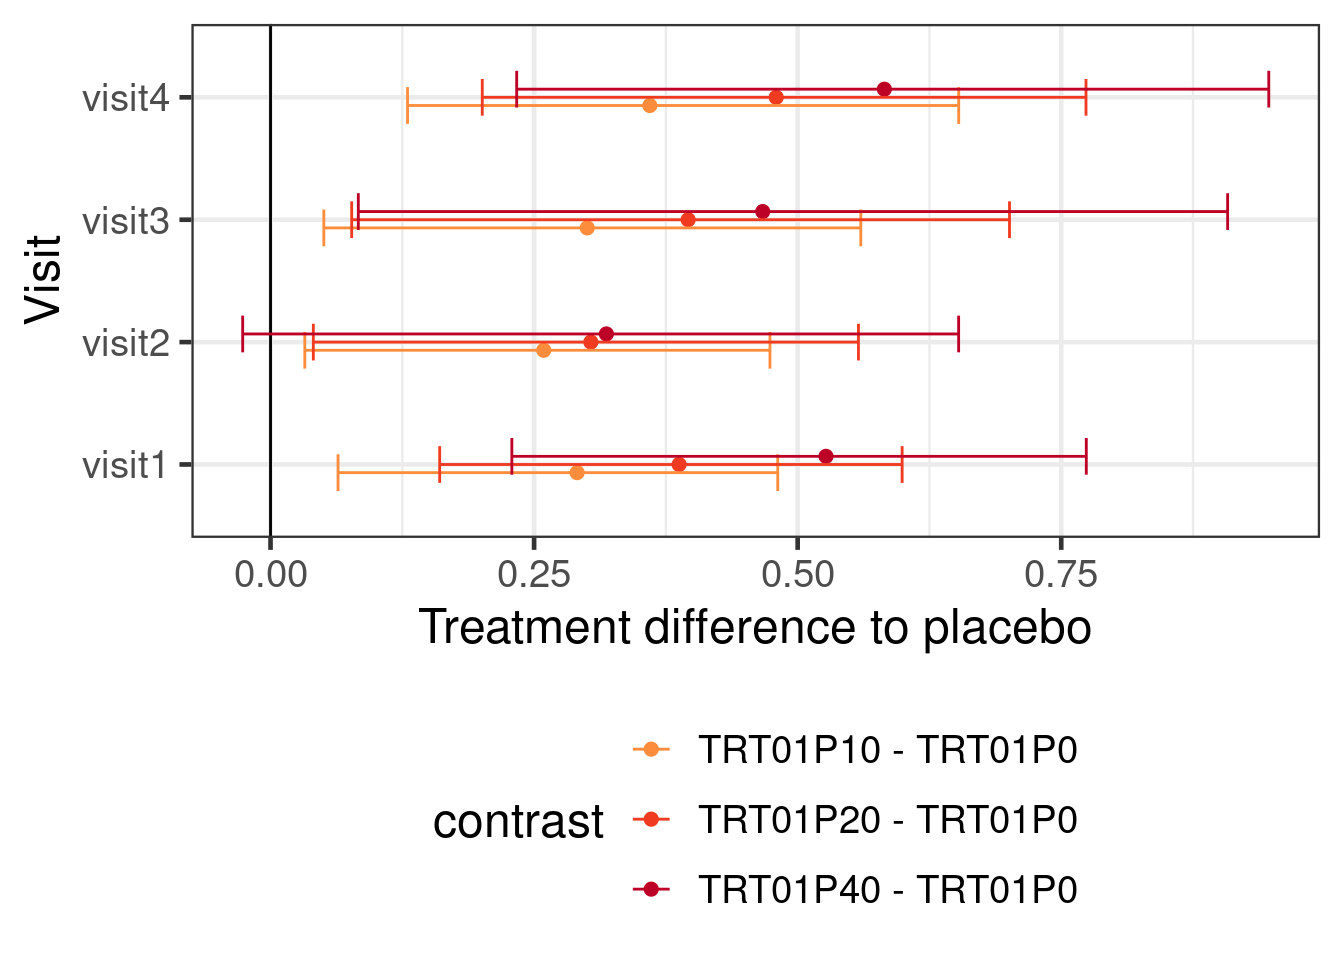 visit4
visit3
visit2
visit1
Visit
0.00 0.25 0.50 0.75
Treatment difference to placebo
contrast
TRT01P10 - TRT01P0
TRT01P20 - TRT01P0
TRT01P40 - TRT01P0